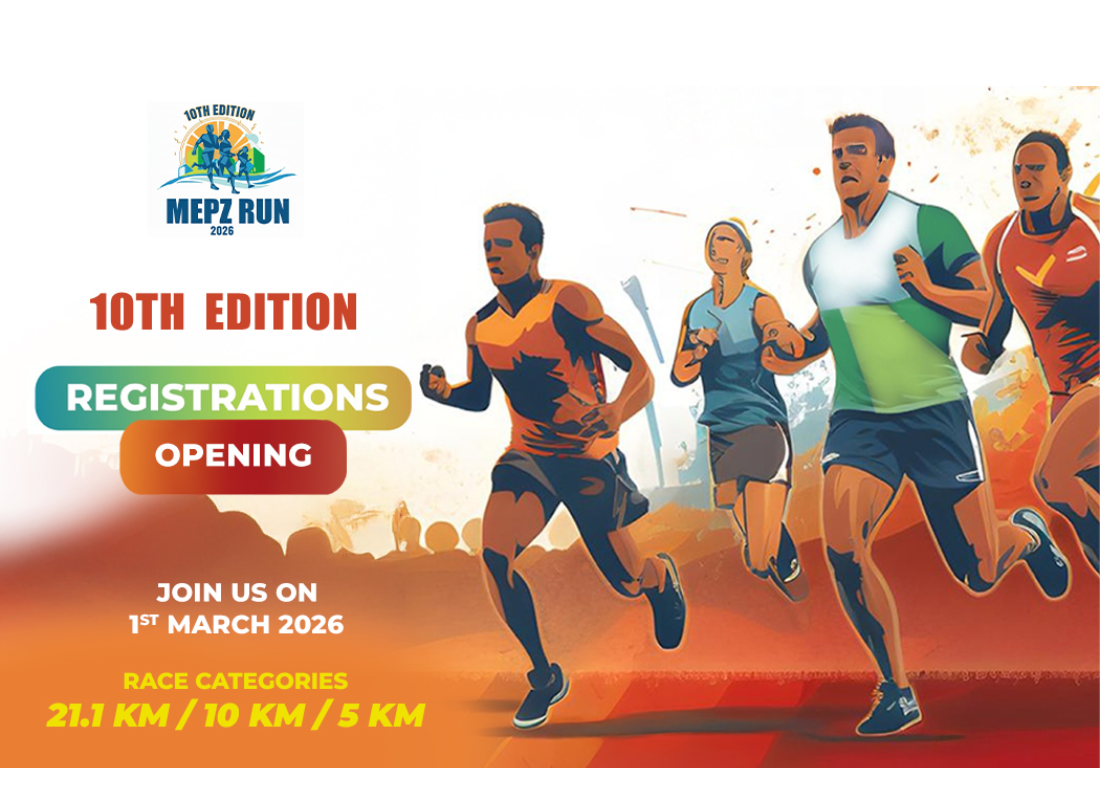 10TH EDITION
MEPZ RUN
2026
10TH EDITION
REGISTRATIONS
OPENING
JOIN US ON
1ST MARCH 2026
RACE CATEGORIES
21.1 KM / 10 KM / 5 KM